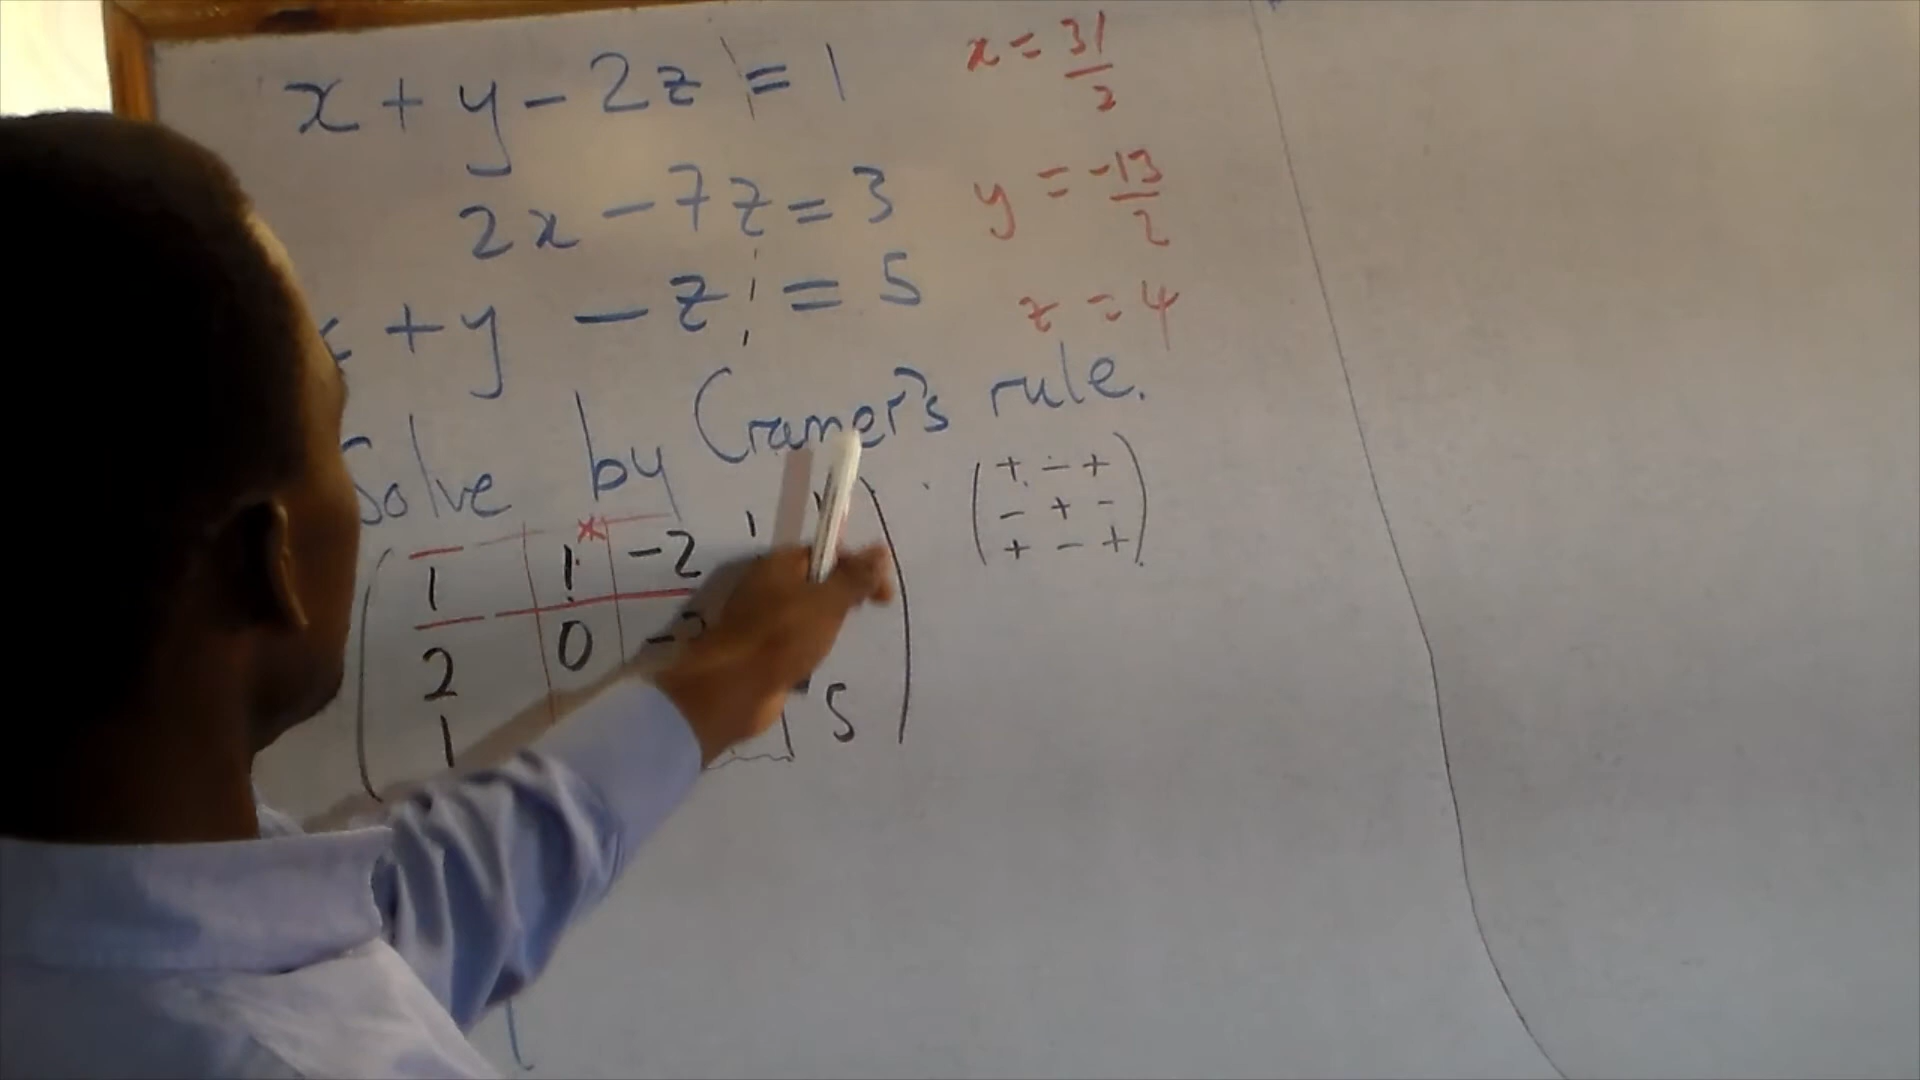 x + y - 2z = 1
2x - 7z = 3
+ y - z = 5
x = 31/2
y = -13/2
z = 4
Solve by Cramer's rule.
+ - +
- + -
+ - +
1 1 -2
2 0
1 5